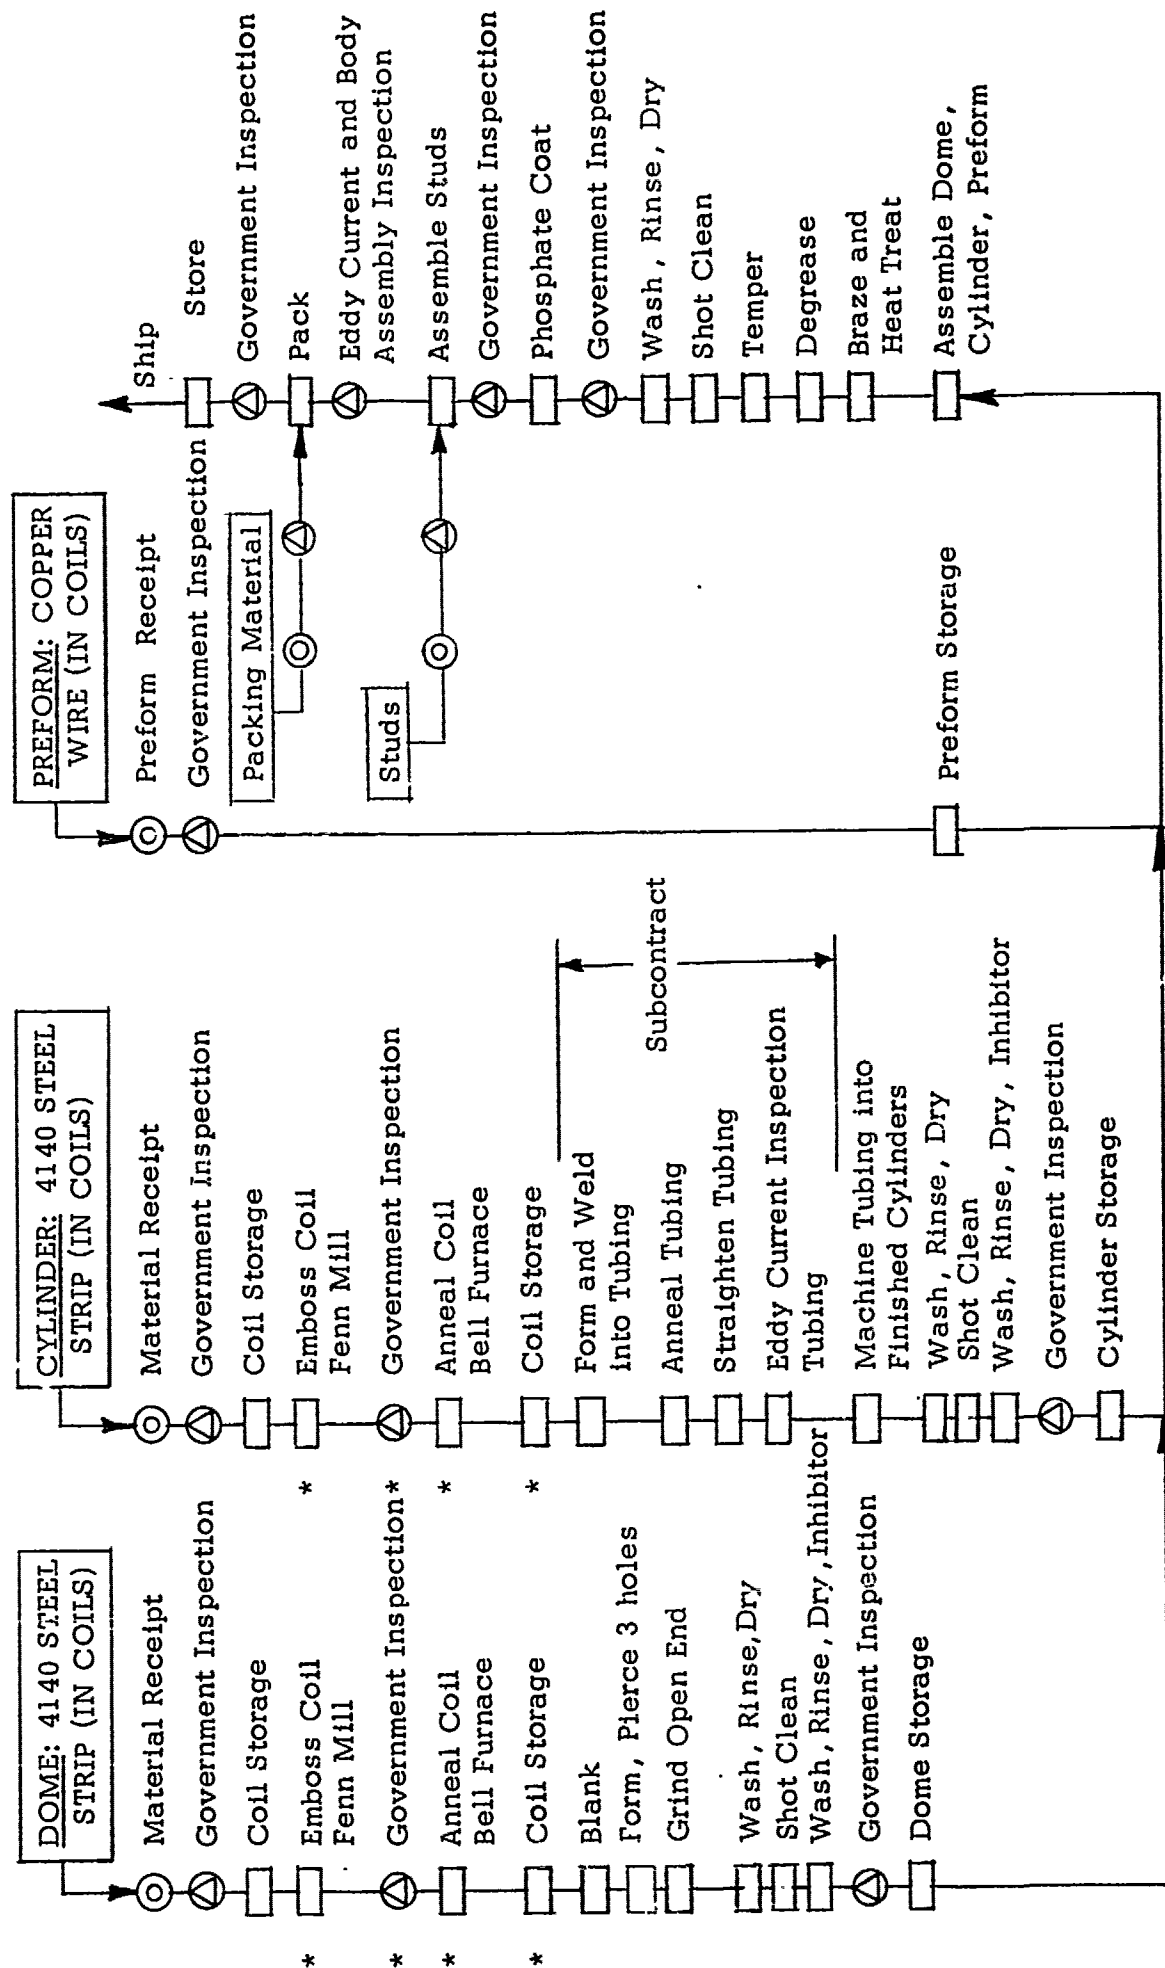 DOME: 4140 STEEL
STRIP (IN COILS)
Material Receipt
Government Inspection
Coil Storage
* Emboss Coil
Fenn Mill
* Government Inspection*
* Anneal Coil
Bell Furnace
* Coil Storage
Blank
Form, Pierce 3 holes
Grind Open End
Wash, Rinse, Dry
Shot Clean
Wash, Rinse, Dry, Inhibitor
Government Inspection
Dome Storage
CYLINDER: 4140 STEEL
STRIP (IN COILS)
Material Receipt
Government Inspection
Coil Storage
* Emboss Coil
Fenn Mill
Government Inspection
* Anneal Coil
Bell Furnace
* Coil Storage
Form and Weld
into Tubing
Anneal Tubing
Straighten Tubing
Eddy Current Inspection
Tubing
Subcontract
Machine Tubing into
Finished Cylinders
Wash, Rinse, Dry
Shot Clean
Wash, Rinse, Dry, Inhibitor
Government Inspection
Cylinder Storage
PREFORM: COPPER
WIRE (IN COILS)
Preform Receipt
Government Inspection
Packing Material
Studs
Preform Storage
Ship
Store
Government Inspection
Pack
Eddy Current and Body
Assembly Inspection
Assemble Studs
Government Inspection
Phosphate Coat
Government Inspection
Wash, Rinse, Dry
Shot Clean
Temper
Degrease
Braze and
Heat Treat
Assemble Dome,
Cylinder, Preform